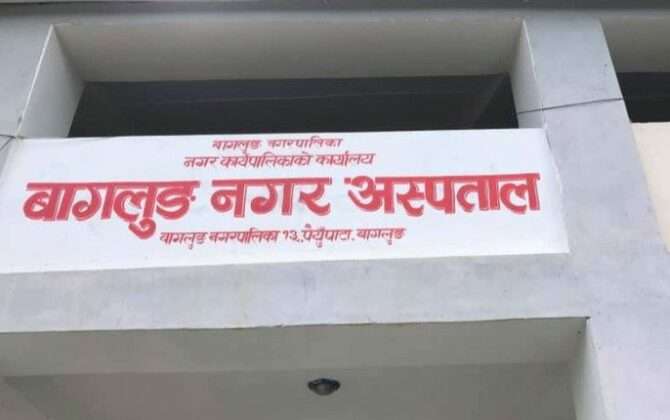 बागलुङ नगरपालिका
नगर कार्यपालिकाको कार्यालय
बागलुङ नगर अस्पताल
बागलुङ नगरपालिका १३, पैयुँपाटा, बागलुङ